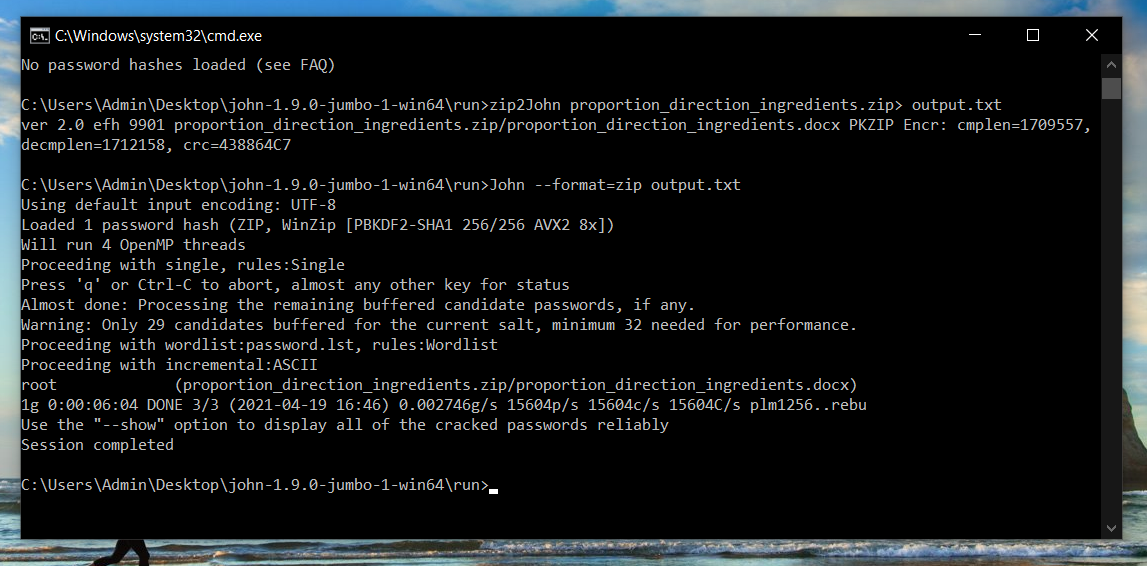 C:\Windows\system32\cmd.exe
No password hashes loaded (see FAQ)
C:\Users\Admin\Desktop\john-1.9.0-jumbo-1-win64\run>zip2John proportion_direction_ingredients.zip> output.txt
ver 2.0 efh 9901 proportion_direction_ingredients.zip/proportion_direction_ingredients.docx PKZIP Encr: cmplen=1709557,
decmplen=1712158, crc=438864C7
C:\Users\Admin\Desktop\john-1.9.0-jumbo-1-win64\run>John --format=zip output.txt
Using default input encoding: UTF-8
Loaded 1 password hash (ZIP, WinZip [PBKDF2-SHA1 256/256 AVX2 8x])
Will run 4 OpenMP threads
Proceeding with single, rules:Single
Press 'q' or Ctrl-C to abort, almost any other key for status
Almost done: Processing the remaining buffered candidate passwords, if any.
Warning: Only 29 candidates buffered for the current salt, minimum 32 needed for performance.
Proceeding with wordlist:password.lst, rules:Wordlist
Proceeding with incremental:ASCII
root             (proportion_direction_ingredients.zip/proportion_direction_ingredients.docx)
1g 0:00:06:04 DONE 3/3 (2021-04-19 16:46) 0.002746g/s 15604p/s 15604c/s 15604C/s plm1256..rebu
Use the "--show" option to display all of the cracked passwords reliably
Session completed
C:\Users\Admin\Desktop\john-1.9.0-jumbo-1-win64\run>